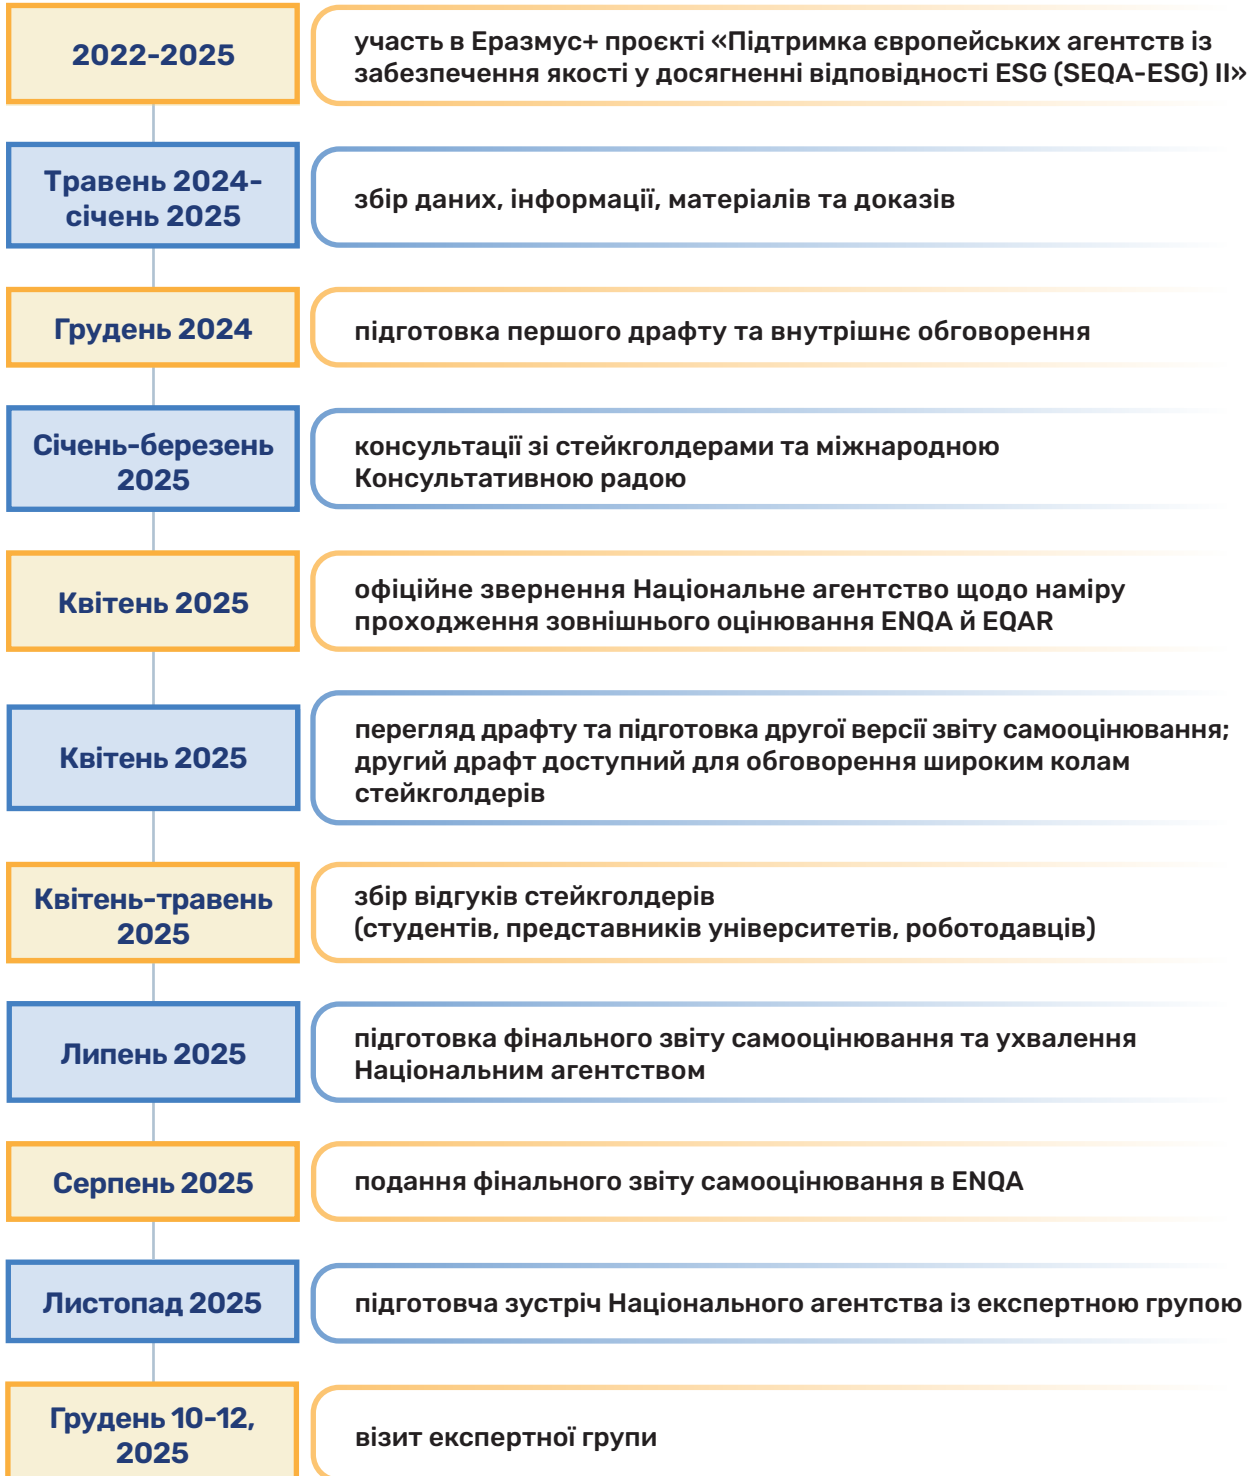 2022-2025
участь в Еразмус+ проєкті «Підтримка європейських агентств із
забезпечення якості у досягненні відповідності ESG (SEQA-ESG) II»
Травень 2024-
січень 2025
збір даних, інформації, матеріалів та доказів
Грудень 2024
підготовка першого драфту та внутрішнє обговорення
Січень-березень
2025
консультації зі стейкголдерами та міжнародною
Консультативною радою
Квітень 2025
офіційне звернення Національне агентство щодо наміру
проходження зовнішнього оцінювання ENQA й EQAR
Квітень 2025
перегляд драфту та підготовка другої версії звіту самооцінювання;
другий драфт доступний для обговорення широким колам
стейкголдерів
Квітень-травень
2025
збір відгуків стейкголдерів
(студентів, представників університетів, роботодавців)
Липень 2025
підготовка фінального звіту самооцінювання та ухвалення
Національним агентством
Серпень 2025
подання фінального звіту самооцінювання в ENQA
Листопад 2025
підготовча зустріч Національного агентства із експертною групою
Грудень 10-12,
2025
візит експертної групи